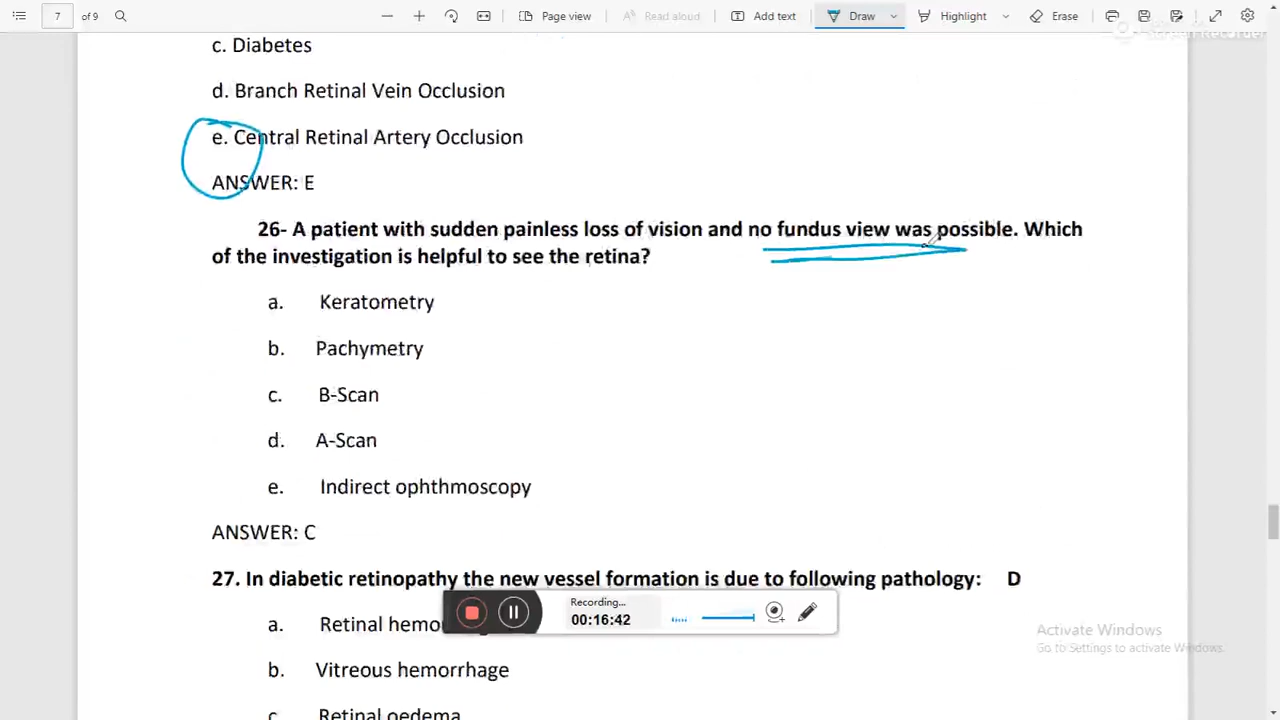 7 of 9 Page view Read aloud Add text Draw Highlight Erase
Screen Recorder
c. Diabetes
d. Branch Retinal Vein Occlusion
e. Central Retinal Artery Occlusion
ANSWER: E
26- A patient with sudden painless loss of vision and no fundus view was possible. Which
of the investigation is helpful to see the retina?
a. Keratometry
b. Pachymetry
c. B-Scan
d. A-Scan
e. Indirect ophthmoscopy
ANSWER: C
27. In diabetic retinopathy the new vessel formation is due to following pathology: D
Recording...
00:16:42
a. Retinal hemo
Activate Windows
Go to Settings to activate Windows.
b. Vitreous hemorrhage
c. Retinal oedema